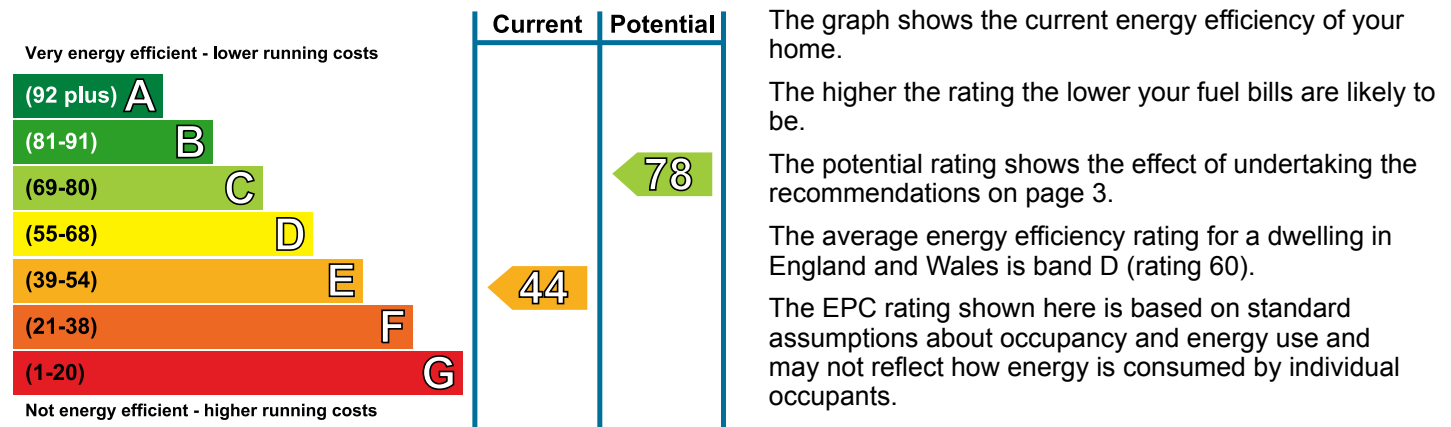 Current Potential
Very energy efficient - lower running costs
(92 plus) A
(81-91) B
(69-80) C
78
(55-68) D
(39-54) E
44
(21-38) F
(1-20) G
Not energy efficient - higher running costs
The graph shows the current energy efficiency of your
home.
The higher the rating the lower your fuel bills are likely to
be.
The potential rating shows the effect of undertaking the
recommendations on page 3.
The average energy efficiency rating for a dwelling in
England and Wales is band D (rating 60).
The EPC rating shown here is based on standard
assumptions about occupancy and energy use and
may not reflect how energy is consumed by individual
occupants.